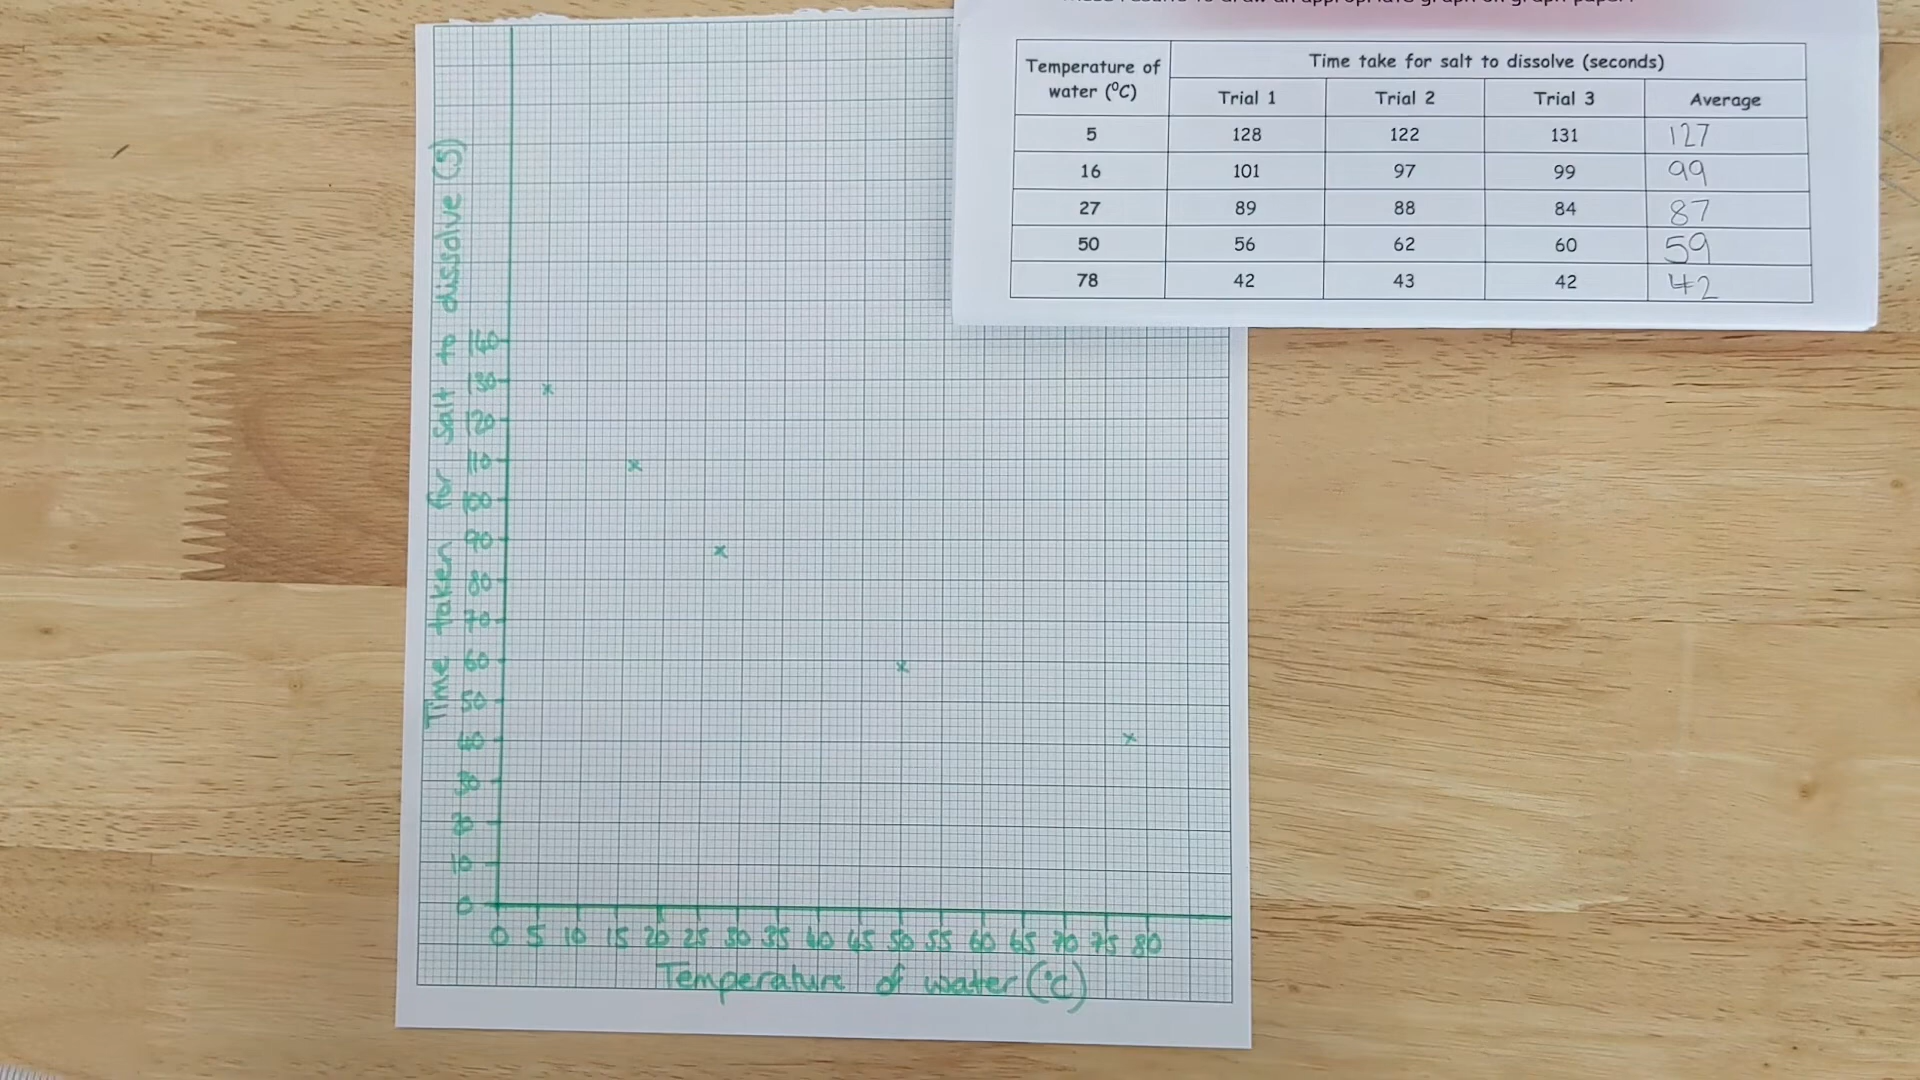 Temperature of water (°C)
Time take for salt to dissolve (seconds)
Trial 1 Trial 2 Trial 3 Average
5 128 122 131 127
16 101 97 99 99
27 89 88 84 87
50 56 62 60 59
78 42 43 42 42
Time taken for salt to dissolve (s)
140
130
120
110
100
90
80
70
60
50
40
30
20
10
0
0 5 10 15 20 25 30 35 40 45 50 55 60 65 70 75 80
Temperature of water (°C)